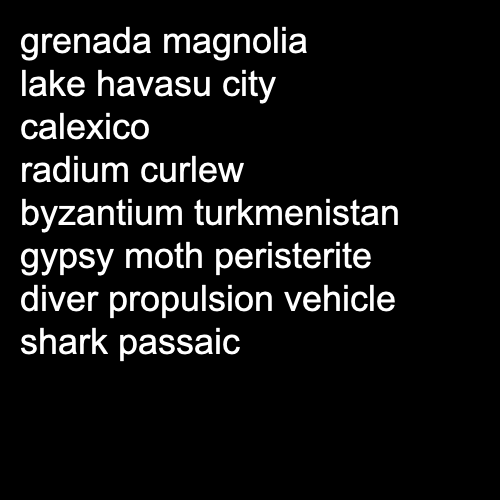 grenada magnolia
lake havasu city
calexico
radium curlew
byzantium turkmenistan
gypsy moth peristerite
diver propulsion vehicle
shark passaic